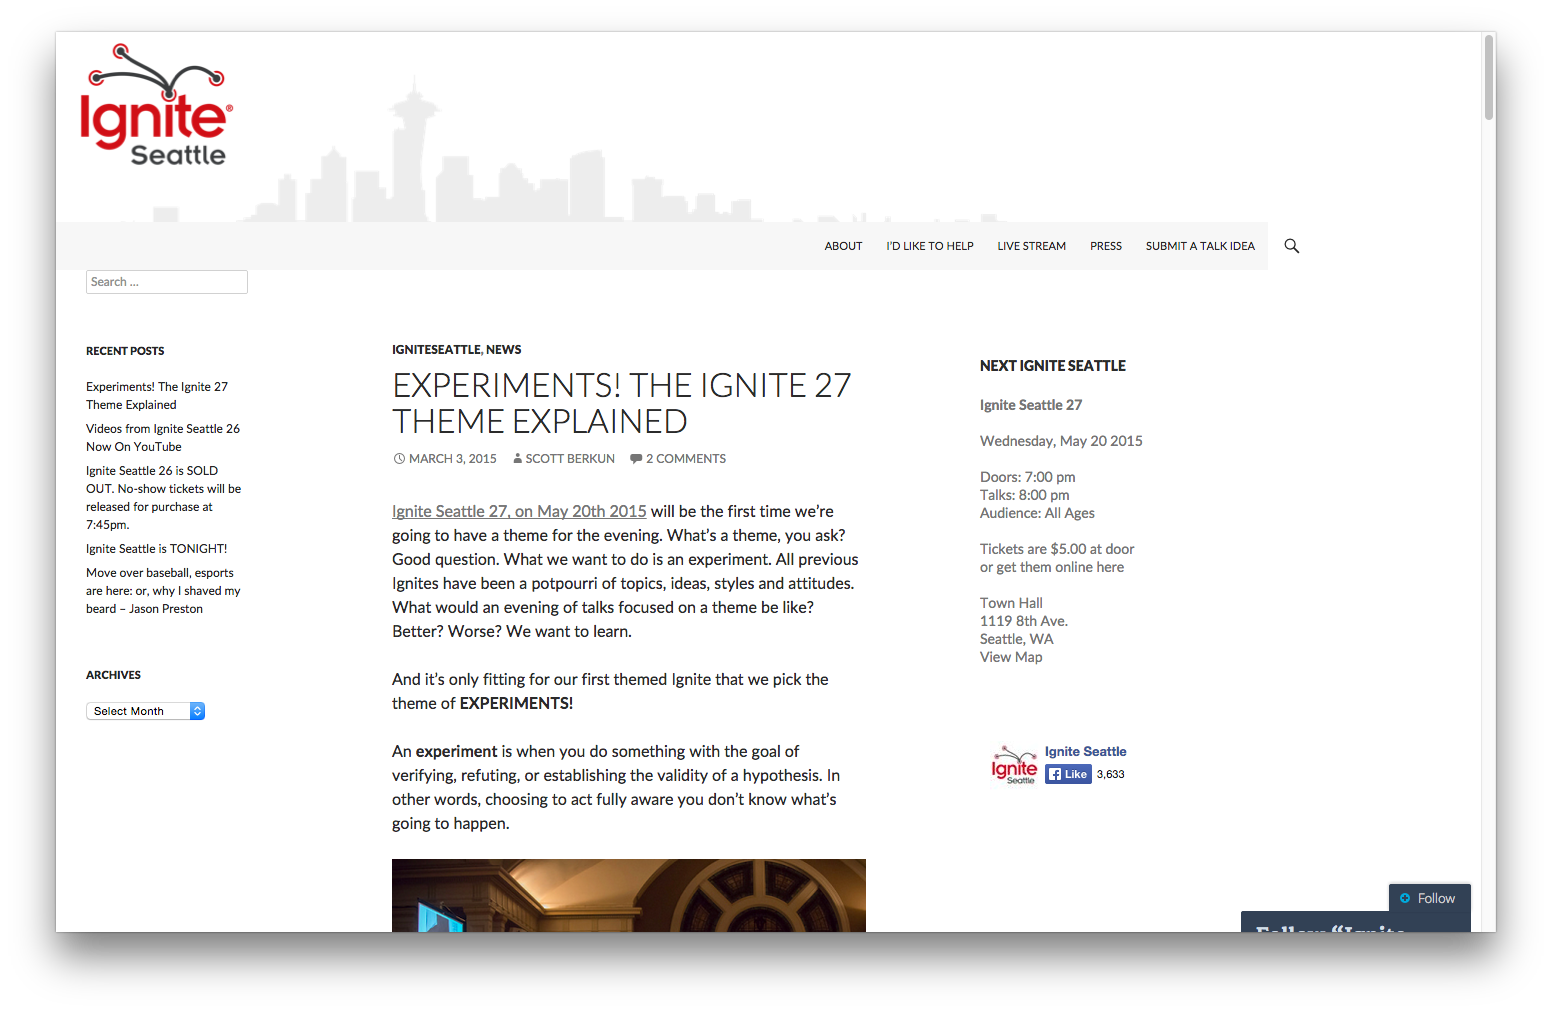 Ignite®
Seattle
ABOUT I'D LIKE TO HELP LIVE STREAM PRESS SUBMIT A TALK IDEA
Search ...
RECENT POSTS
Experiments! The Ignite 27
Theme Explained
Videos from Ignite Seattle 26
Now On YouTube
Ignite Seattle 26 is SOLD
OUT. No-show tickets will be
released for purchase at
7:45pm.
Ignite Seattle is TONIGHT!
Move over baseball, esports
are here: or, why I shaved my
beard – Jason Preston
ARCHIVES
Select Month
IGNITESEATTLE, NEWS
EXPERIMENTS! THE IGNITE 27
THEME EXPLAINED
MARCH 3, 2015 SCOTT BERKUN 2 COMMENTS
Ignite Seattle 27, on May 20th 2015 will be the first time we're
going to have a theme for the evening. What's a theme, you ask?
Good question. What we want to do is an experiment. All previous
Ignites have been a potpourri of topics, ideas, styles and attitudes.
What would an evening of talks focused on a theme be like?
Better? Worse? We want to learn.
And it's only fitting for our first themed Ignite that we pick the
theme of EXPERIMENTS!
An experiment is when you do something with the goal of
verifying, refuting, or establishing the validity of a hypothesis. In
other words, choosing to act fully aware you don't know what's
going to happen.
NEXT IGNITE SEATTLE
Ignite Seattle 27
Wednesday, May 20 2015
Doors: 7:00 pm
Talks: 8:00 pm
Audience: All Ages
Tickets are $5.00 at door
or get them online here
Town Hall
1119 8th Ave.
Seattle, WA
View Map
Ignite
Seattle
Ignite Seattle
Like 3,633
Follow
Follow “Ignite